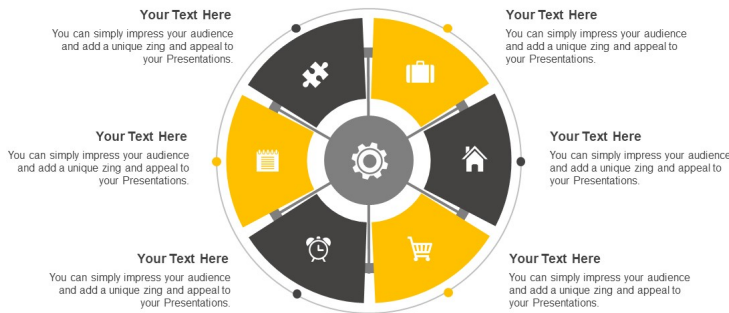 Your Text Here
You can simply impress your audience
and add a unique zing and appeal to
your Presentations.
Your Text Here
You can simply impress your audience
and add a unique zing and appeal to
your Presentations.
Your Text Here
You can simply impress your audience
and add a unique zing and appeal to
your Presentations.
Your Text Here
You can simply impress your audience
and add a unique zing and appeal to
your Presentations.
Your Text Here
You can simply impress your audience
and add a unique zing and appeal to
your Presentations.
Your Text Here
You can simply impress your audience
and add a unique zing and appeal to
your Presentations.